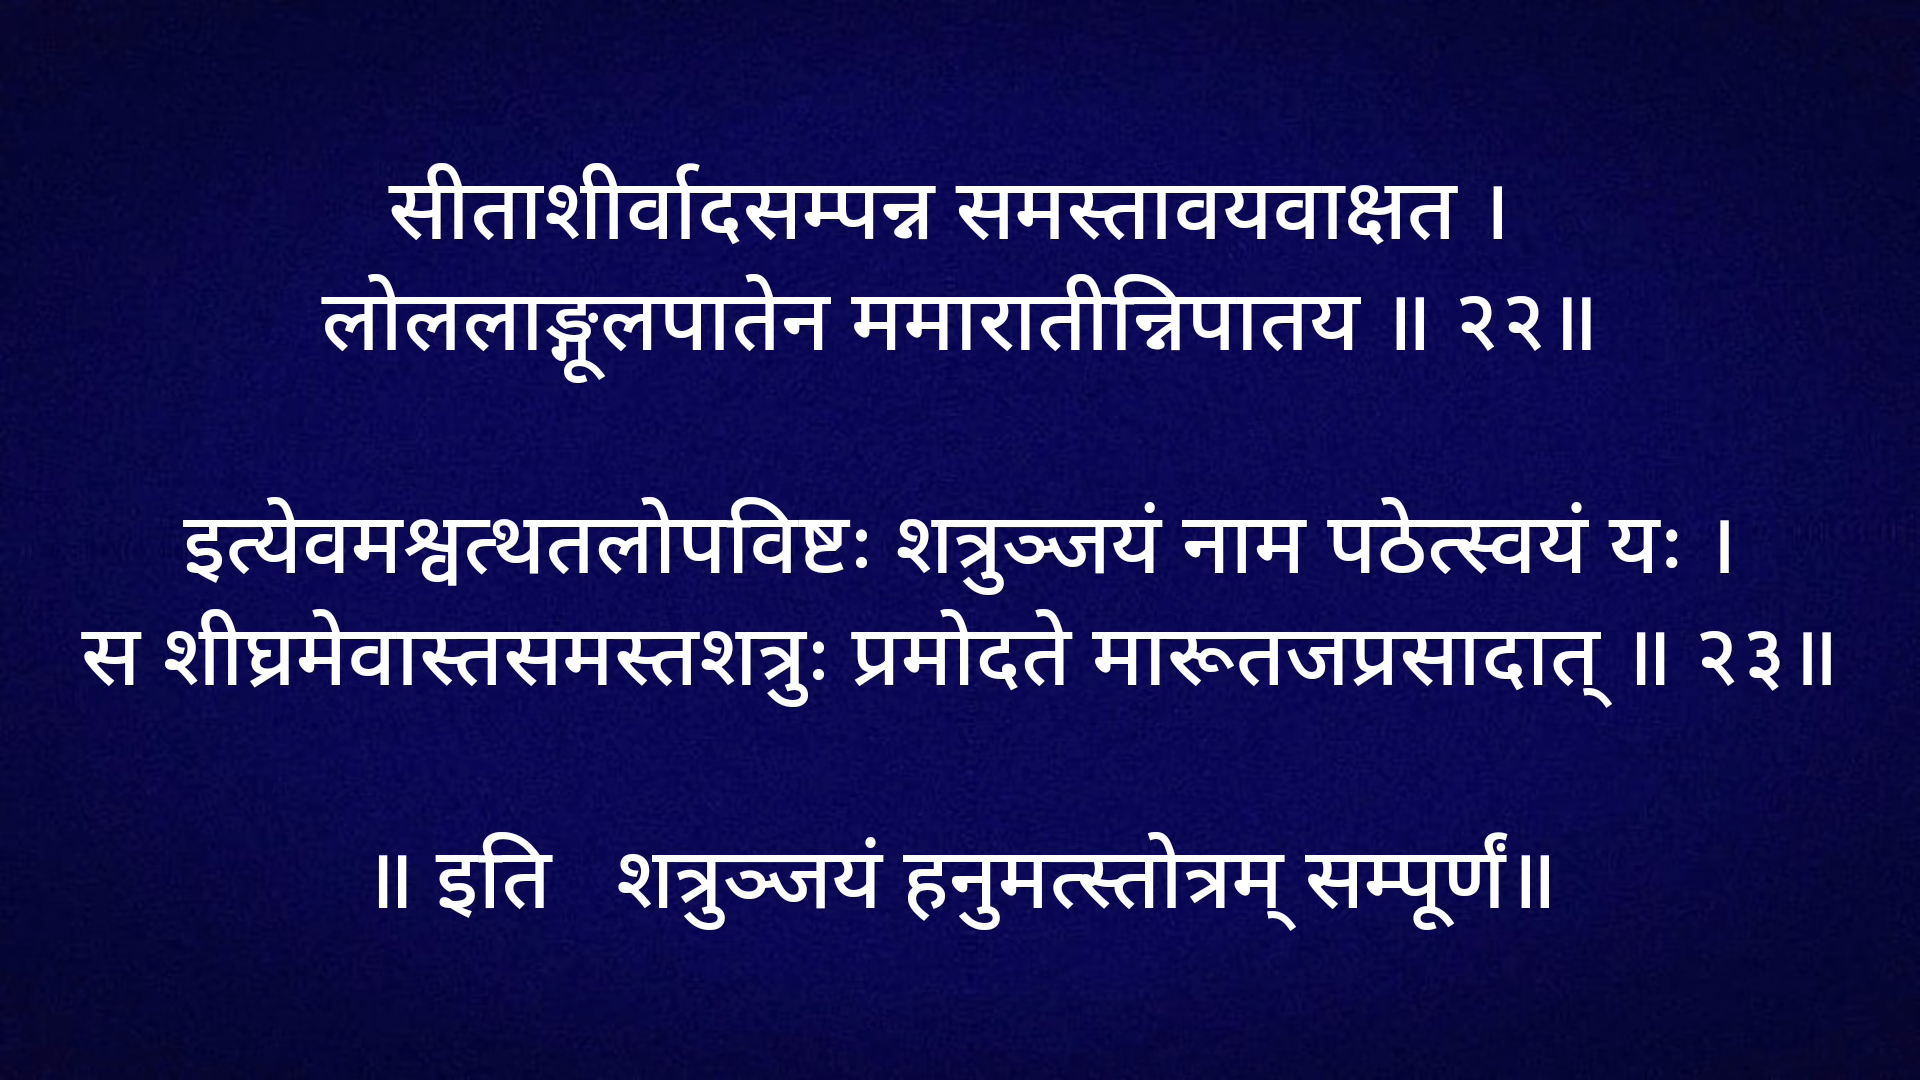 सीताशीर्वादसम्पन्न समस्तावयवाक्षत ।
लोललाङ्गूलपातेन ममारातीन्निपातय ॥ २२॥
इत्येवमश्वत्थतलोपविष्टः शत्रुञ्जयं नाम पठेत्स्वयं यः ।
स शीघ्रमेवास्तसमस्तशत्रुः प्रमोदते मारूतजप्रसादात् ॥ २३॥
॥ इति   शत्रुञ्जयं हनुमत्स्तोत्रम् सम्पूर्णं॥